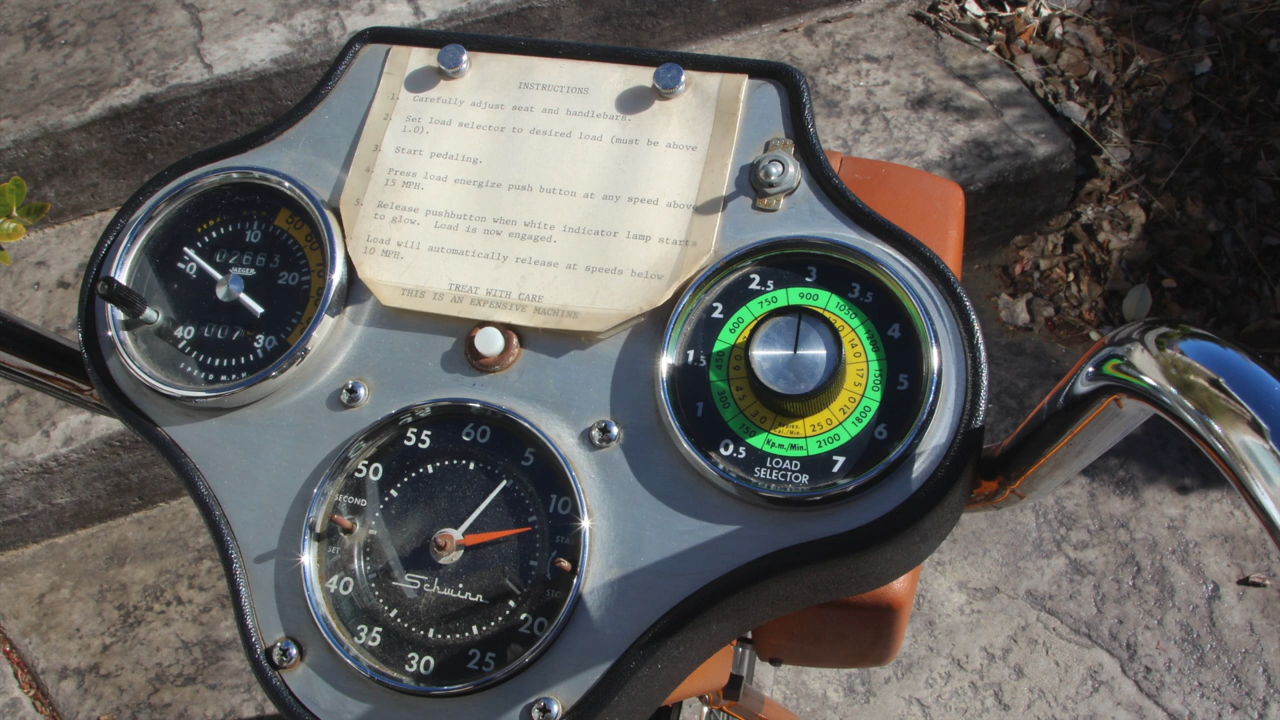 INSTRUCTIONS
1. Carefully adjust seat and handlebars.
2. Set load selector to desired load (must be above
1.0).
3. Start pedaling.
4. Press load energize push button at any speed above
15 MPH.
5. Release pushbutton when white indicator lamp starts
to glow. Load is now engaged.
Load will automatically release at speeds below
10 MPH.
TREAT WITH CARE
THIS IS AN EXPENSIVE MACHINE
0 10 20 30 40
50 60 70
02663
JAEGER
007
SPEED M.P.H.
0.5 1 1.5 2 2.5 3 3.5 4 5 6 7
150 300 450 600 750 900 1050 1200 1500 1800 2100
Kp.m./Min.
LOAD
SELECTOR
60 5 10 20 25 30 35 40 50 55
SECOND
SET
Schwinn